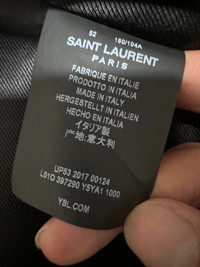 52 180/104A
SAINT LAURENT
PARIS
FABRIQUE EN ITALIE
PRODOTTO IN ITALIA
MADE IN ITALY
HERGESTELLT IN ITALIEN
HECHO EN ITALIA
イタリア製
产地:意大利
UP53 2017 00124
L01O 397290 Y5YA1 1000
YSL.COM